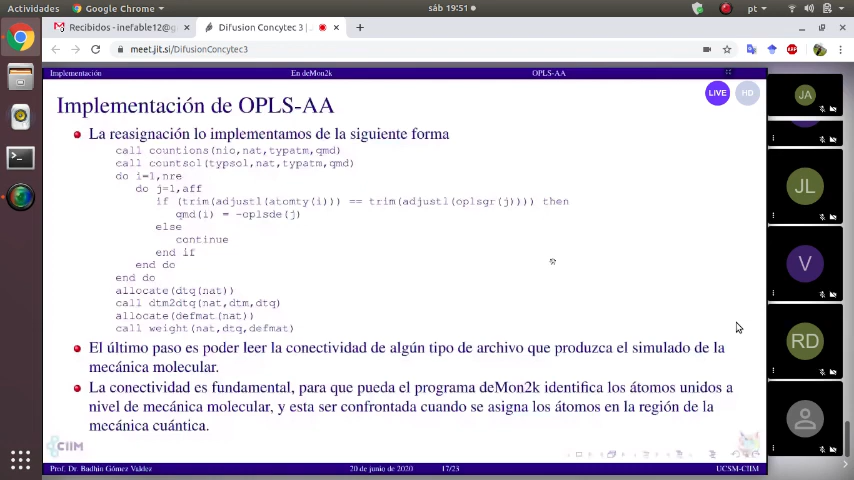 Actividades
Google Chrome
sáb 19:51
pt
Recibidos - inefable12@g
Difusion Concytec 3 |
meet.jit.si/DifusionConcytec3
Implementación
En deMon2k
OPLS-AA
LIVE
HD
Implementación de OPLS-AA
La reasignación lo implementamos de la siguiente forma
call countions(nio,nat,typatm,qmd)
call countsol(typsol,nat,typatm,qmd)
do i=1,nre
do j=1,aff
if (trim(adjustl(atomty(i))) == trim(adjustl(oplsgr(j)))) then
qmd(i) = -oplsde(j)
else
continue
end if
end do
end do
allocate(dtq(nat))
call dtm2dtq(nat,dtm,dtq)
allocate(defmat(nat))
call weight(nat,dtq,defmat)
El último paso es poder leer la conectividad de algún tipo de archivo que produzca el simulado de la
mecánica molecular.
La conectividad es fundamental, para que pueda el programa deMon2k identifica los átomos unidos a
nivel de mecánica molecular, y esta ser confrontada cuando se asigna los átomos en la región de la
mecánica cuántica.
CIIM
Prof. Dr. Badhin Gómez Valdez
20 de junio de 2020
17/23
UCSM-CIIM
JA
JL
V
RD